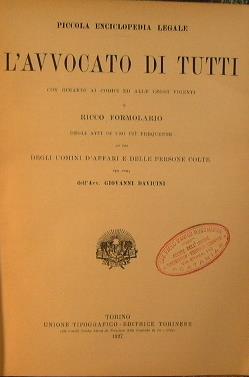 PICCOLA ENCICLOPEDIA LEGALE
L'AVVOCATO DI TUTTI
CON RICHIAMO AI CODICI ED ALLE LEGGI VIGENTI
E
RICCO FORMOLARIO
DEGLI ATTI DI USO PIÙ FREQUENTE
AD USO
DEGLI UOMINI D'AFFARI E DELLE PERSONE COLTE
PER CURA
dell'Avv. GIOVANNI DAVICINI
TORINO
UNIONE TIPOGRAFICO-EDITRICE TORINESE
1927